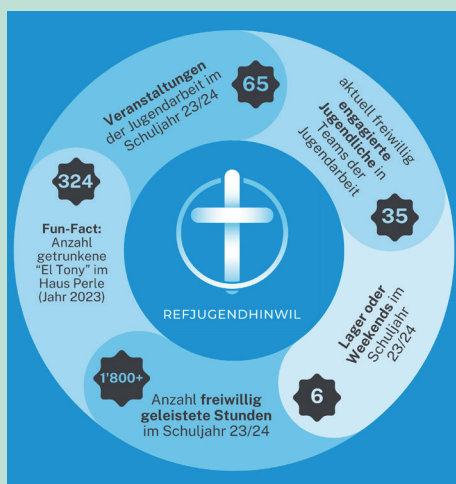 Veranstaltungen
der Jugendarbeit im
Schuljahr 23/24
65
aktuell freiwillig
engagierte
Jugendliche in
Teams der
Jugendarbeit
35
Lager oder
Weekends im
Schuljahr
23/24
6
Anzahl freiwillig
geleistete Stunden
im Schuljahr 23/24
1'800+
324
Fun-Fact:
Anzahl
getrunkene
"El Tony" im
Haus Perle
(Jahr 2023)
REFJUGENDHINWIL